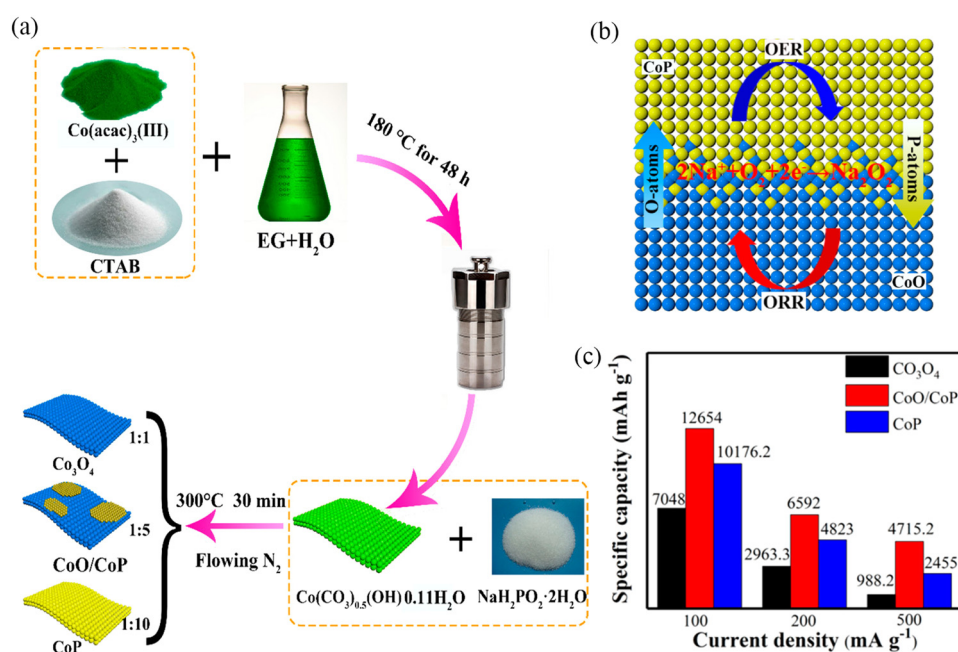 (a)
Co(acac)₃(III)
+
CTAB
+
EG+H₂O
180 °C for 48 h
Co(CO₃)₀.₅(OH) 0.11H₂O
+
NaH₂PO₂·2H₂O
300°C 30 min
Flowing N₂
1:1
Co₃O₄
1:5
CoO/CoP
1:10
CoP
(b)
OER
CoP
O-atoms
P-atoms
2Na⁺+O₂+2e⁻→Na₂O₂
CoO
ORR
(c)
Specific capacity (mAh g⁻¹)
CO₃O₄
CoO/CoP
CoP
7048
12654
10176.2
2963.3
6592
4823
988.2
4715.2
2455
100
200
500
Current density (mA g⁻¹)